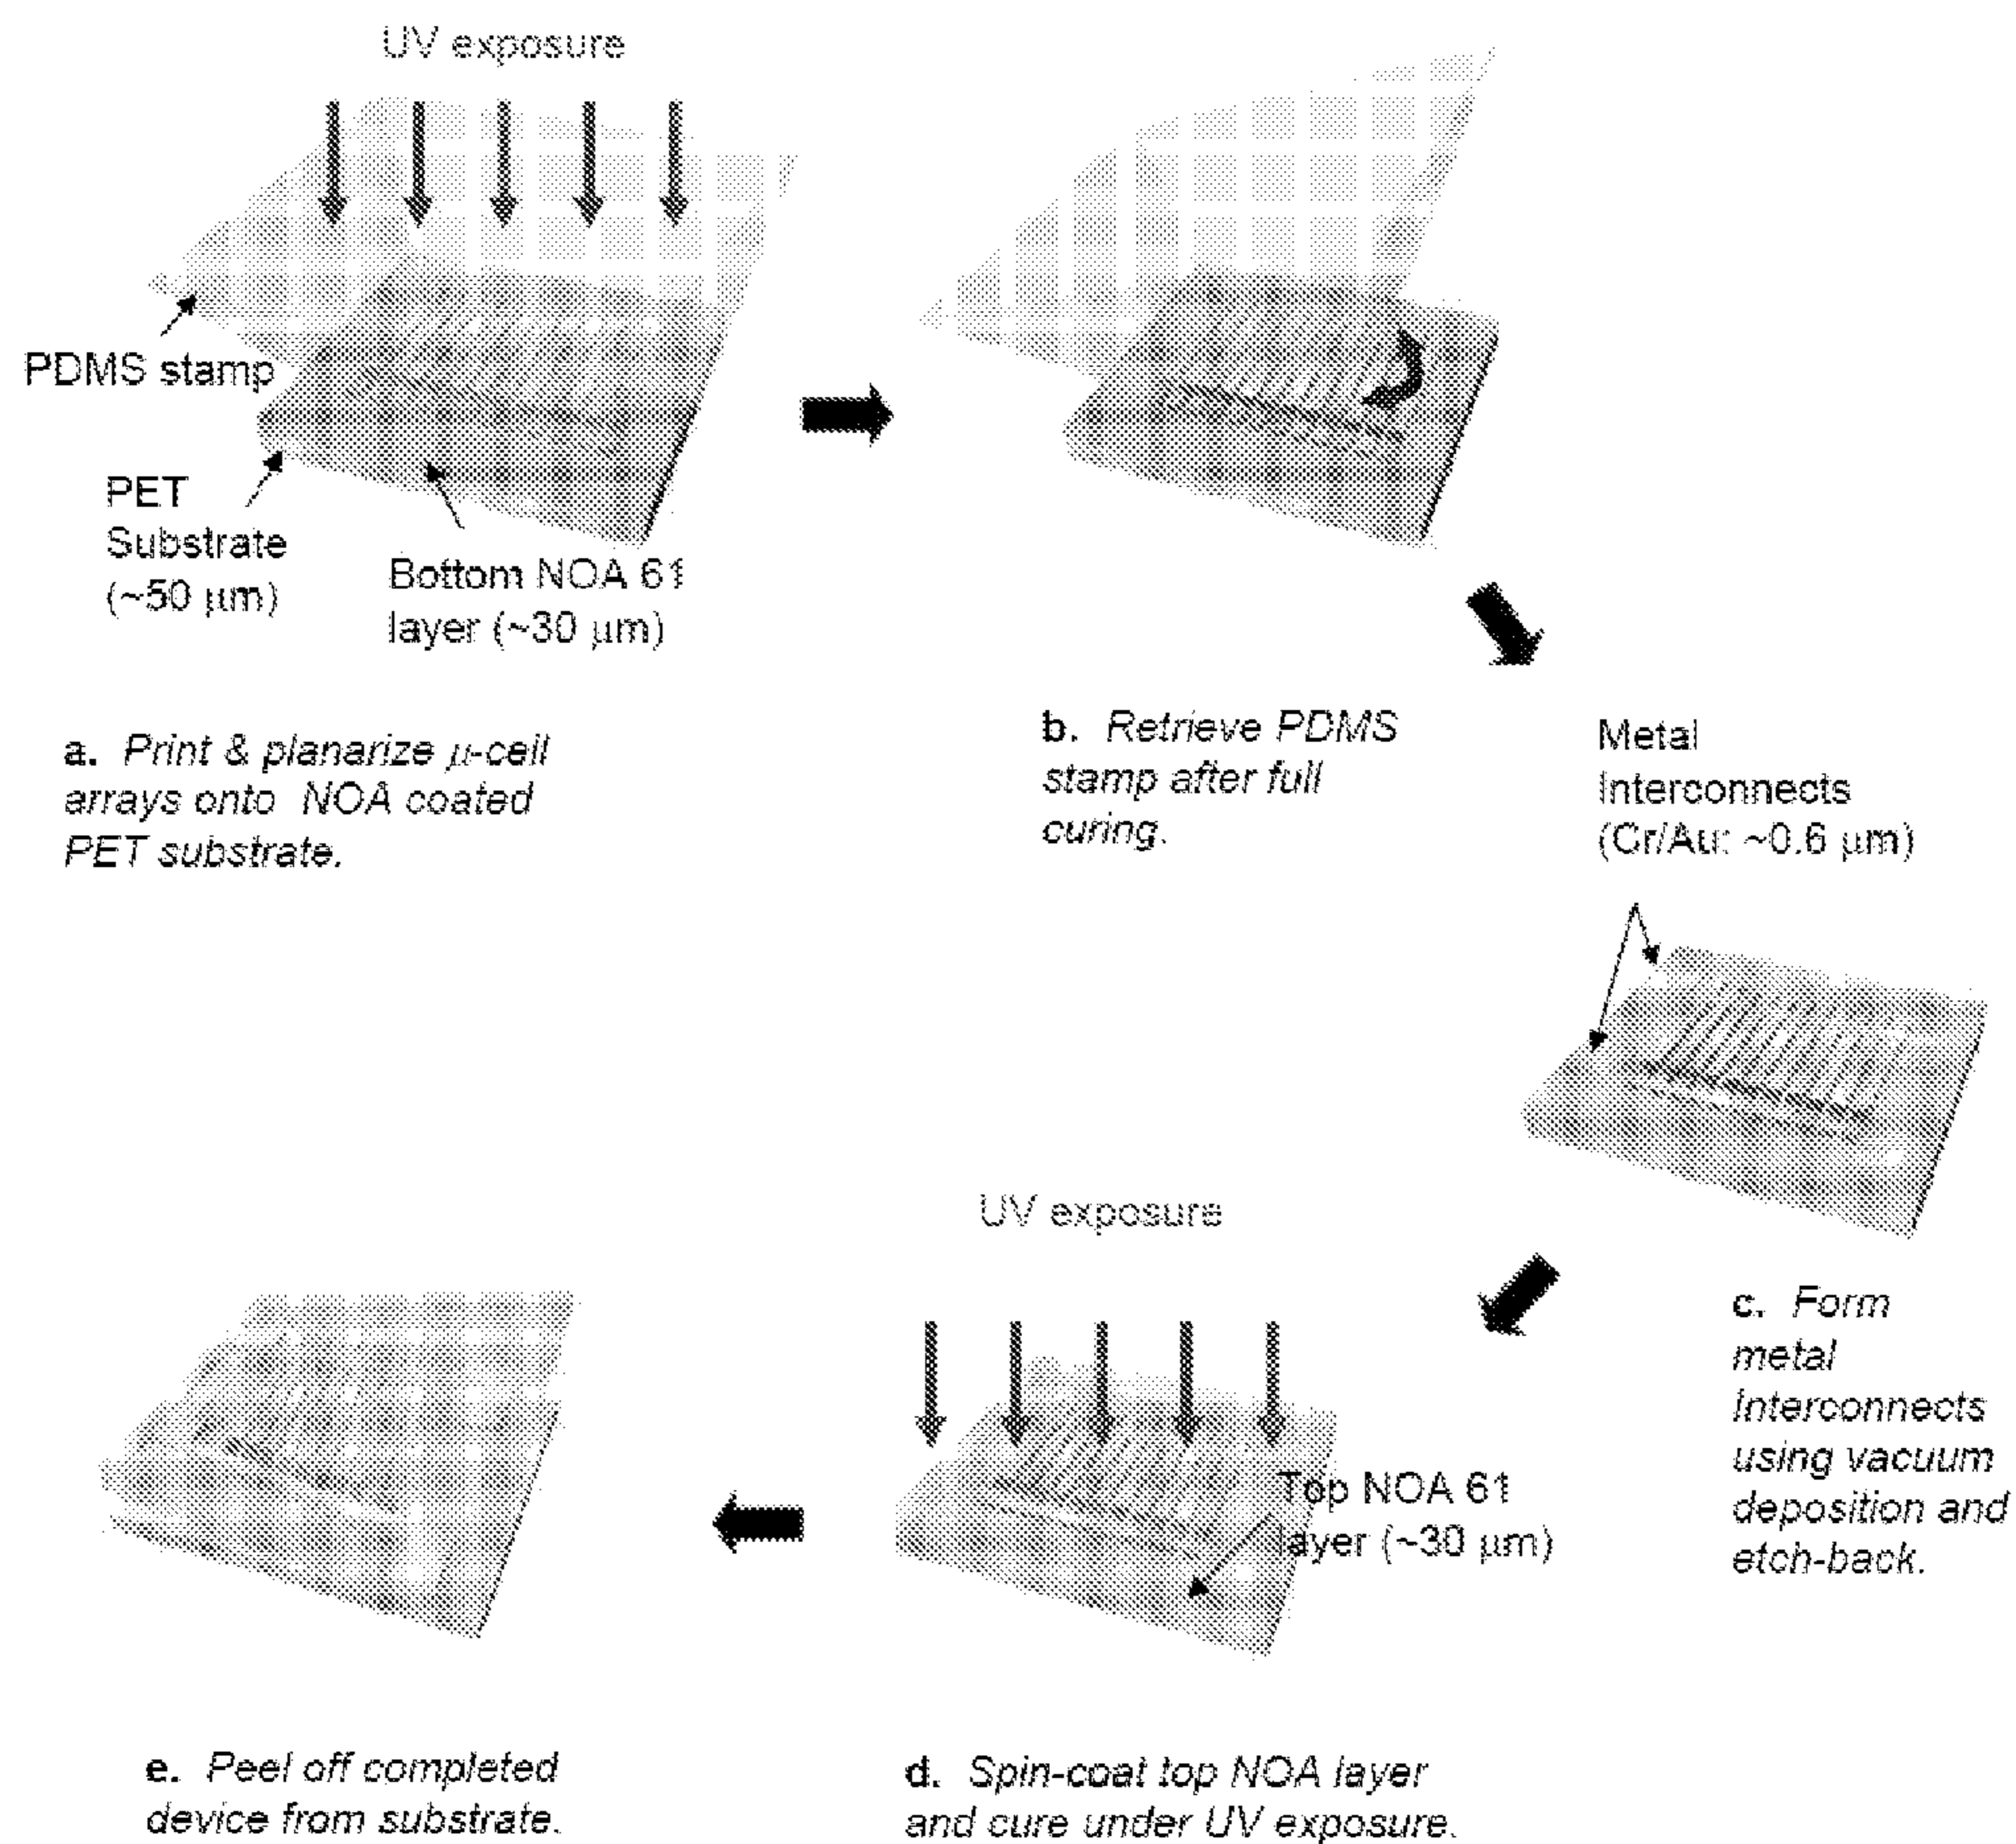 UV exposure
PDMS stamp
PET
Substrate
(~50 μm)
Bottom NOA 61
layer (~30 μm)
a. Print & planarize μ-cell
arrays onto NOA coated
PET substrate.
b. Retrieve PDMS
stamp after full
curing.
Metal
Interconnects
(Cr/Au: ~0.6 μm)
c. Form
metal
Interconnects
using vacuum
deposition and
etch-back.
UV exposure
Top NOA 61
layer (~30 μm)
d. Spin-coat top NOA layer
and cure under UV exposure.
e. Peel off completed
device from substrate.